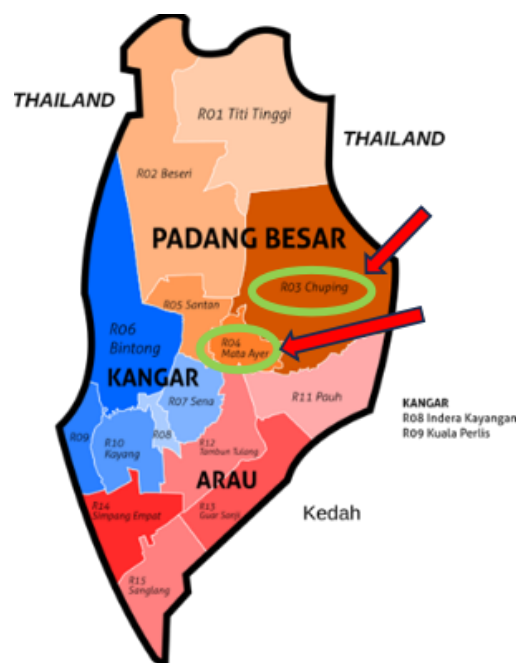 THAILAND
R01 Titi Tinggi
THAILAND
R02 Beseri
PADANG BESAR
R03 Chuping
R05 Santan
R06
Bintong
R04
Mata Ayer
KANGAR
R07 Sena
R11 Pauh
KANGAR
R08 Indera Kayangan
R09 Kuala Perlis
R09
R10
Kayang
R08
R12
Tambun Tulang
ARAU
R14
Simpang Empat
R13
Guar Sanji
Kedah
R15
Sanglang